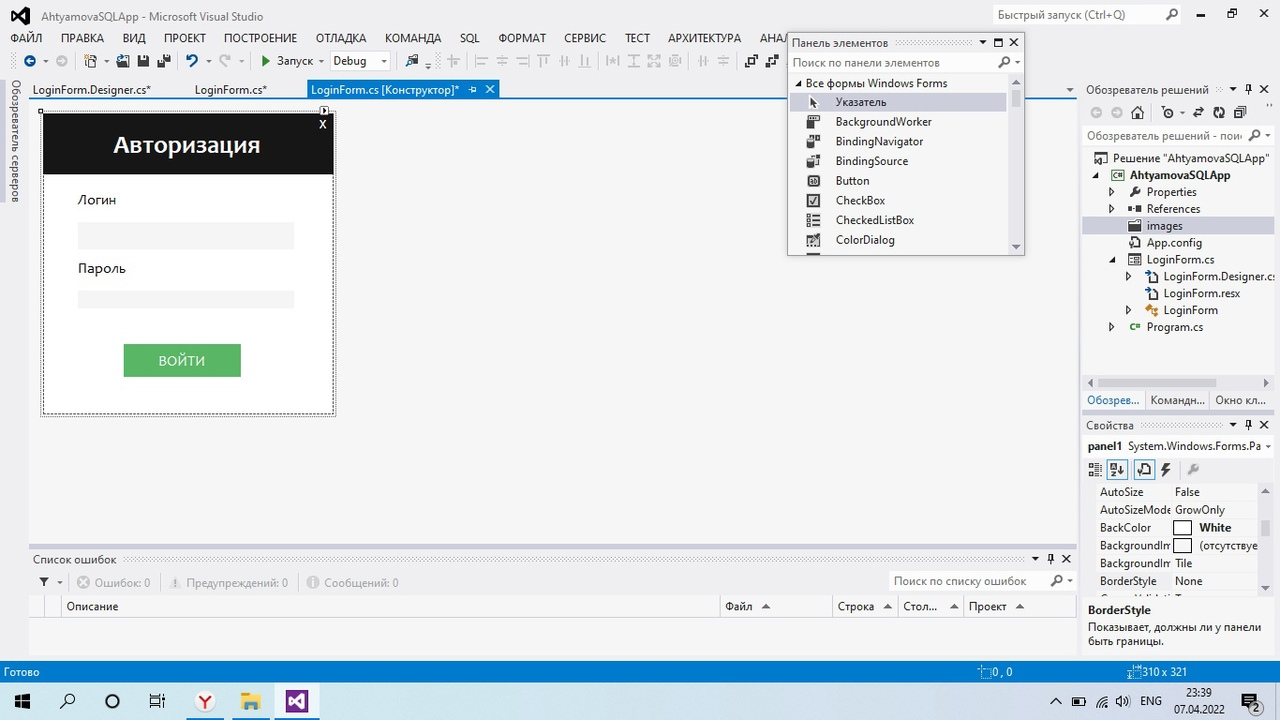 AhtyamovaSQLApp - Microsoft Visual Studio
Быстрый запуск (Ctrl+Q)
ФАЙЛ ПРАВКА ВИД ПРОЕКТ ПОСТРОЕНИЕ ОТЛАДКА КОМАНДА SQL ФОРМАТ СЕРВИС ТЕСТ АРХИТЕКТУРА АНАЛ
Запуск Debug
LoginForm.Designer.cs* LoginForm.cs* LoginForm.cs [Конструктор]*
Обозреватель серверов
X
Авторизация
Логин
Пароль
ВОЙТИ
Панель элементов
Поиск по панели элементов
Все формы Windows Forms
Указатель
BackgroundWorker
BindingNavigator
BindingSource
Button
CheckBox
CheckedListBox
ColorDialog
Обозреватель решений
Обозреватель решений - поис
Решение "AhtyamovaSQLApp"
AhtyamovaSQLApp
Properties
References
images
App.config
LoginForm.cs
LoginForm.Designer.cs
LoginForm.resx
LoginForm
Program.cs
Обозрев... Командн... Окно кл...
Свойства
panel1 System.Windows.Forms.Pa
AutoSize False
AutoSizeMode GrowOnly
BackColor White
BackgroundIm (отсутствуе
BackgroundIm Tile
BorderStyle None
BorderStyle
Показывает, должны ли у панели
быть границы.
Список ошибок
Ошибок: 0 Предупреждений: 0 Сообщений: 0
Поиск по списку ошибок
Описание Файл Строка Стол... Проект
Готово 0 , 0 310 x 321
ENG 23:39
07.04.2022
2